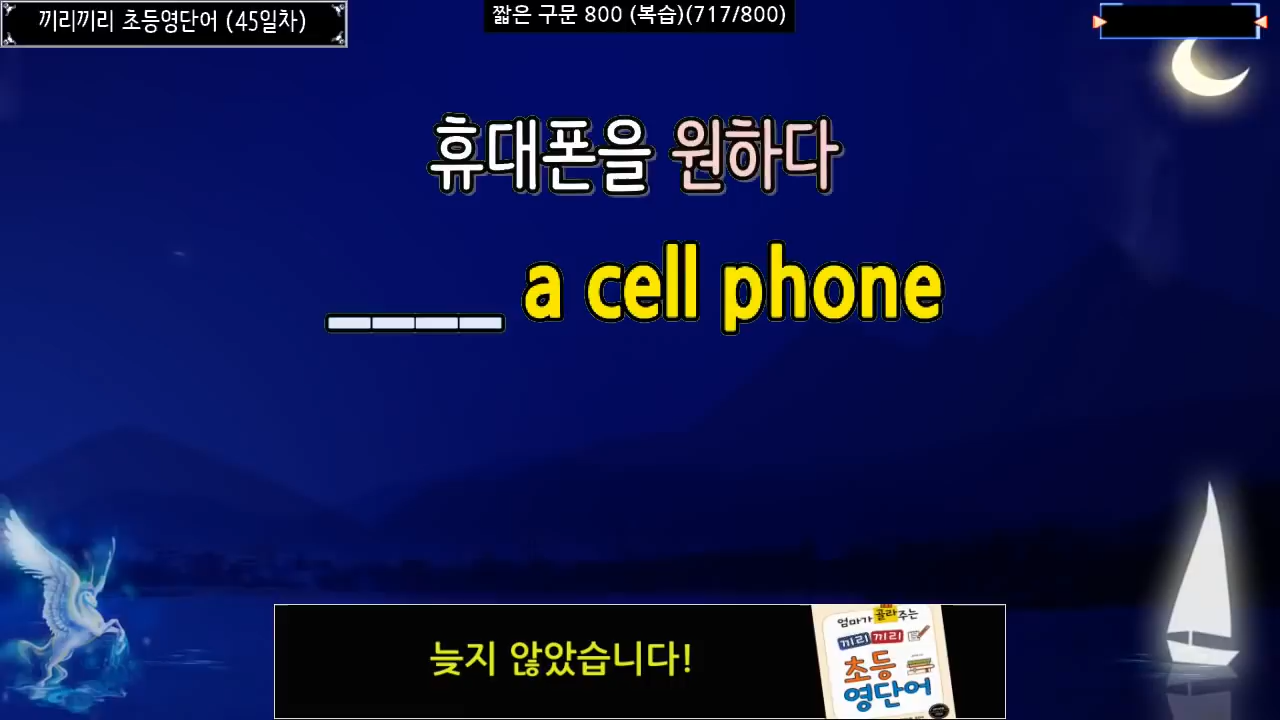 끼리끼리 초등영단어 (45일차)
짧은 구문 800 (복습)(717/800)
휴대폰을 원하다
____ a cell phone
늦지 않았습니다!
엄마가 골라주는
끼리끼리
초등
영단어